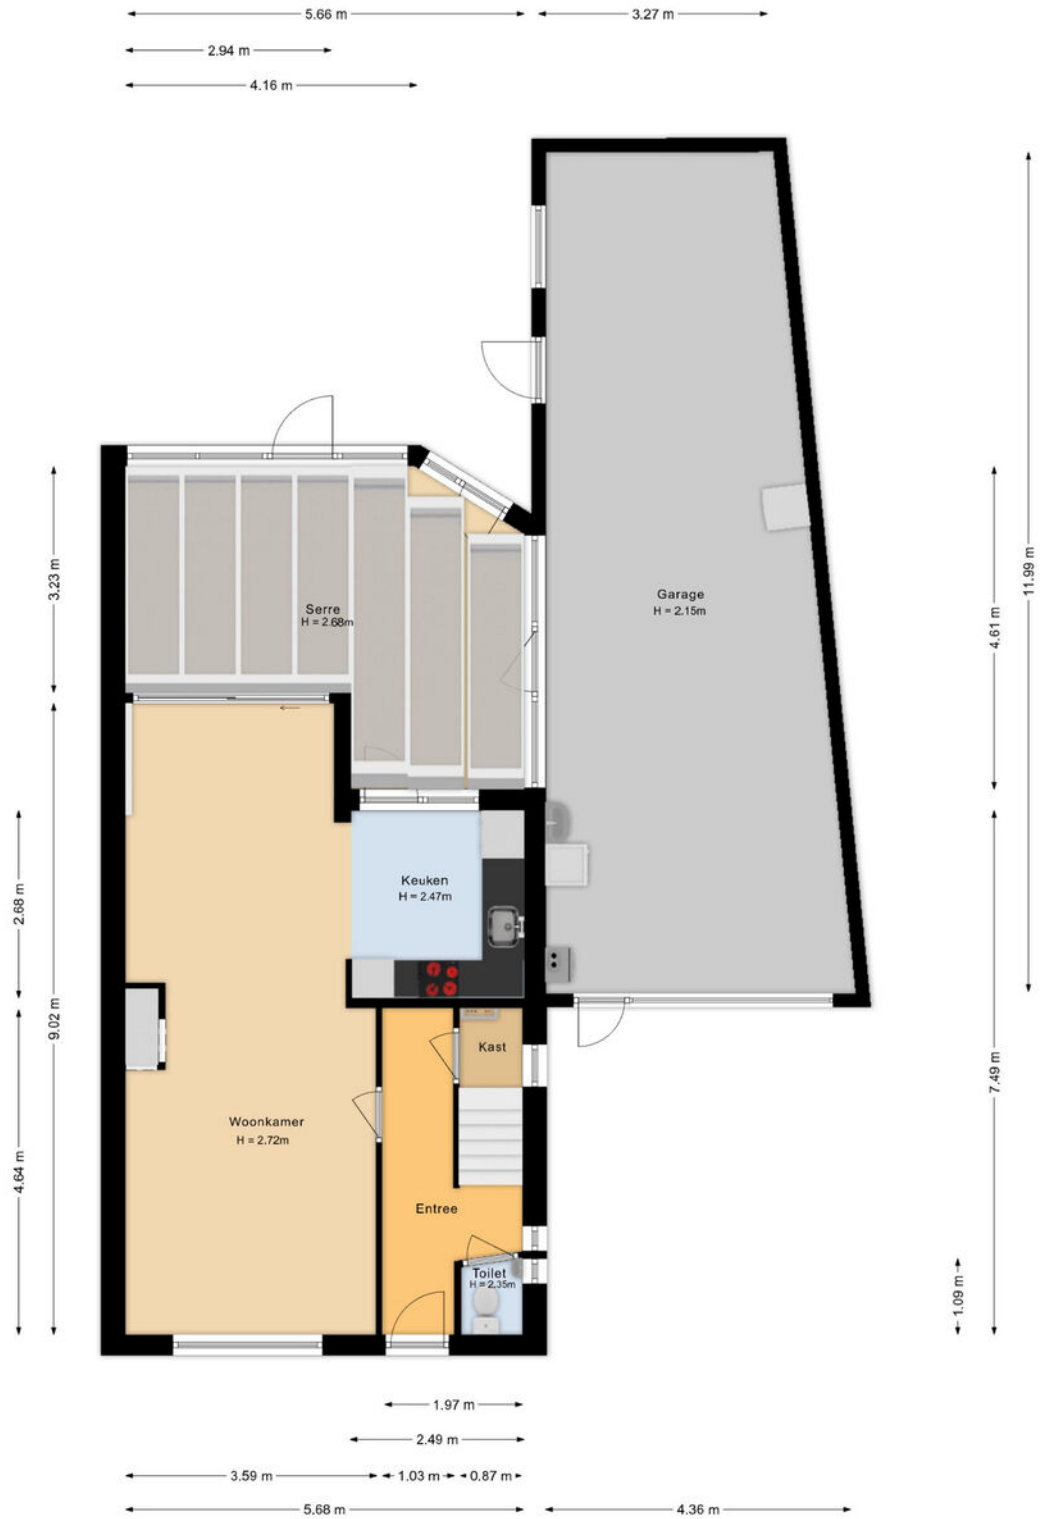 5.66 m
3.27 m
2.94 m
4.16 m
3.23 m
Serre
H = 2.68m
Garage
H = 2.15m
4.61 m
11.99 m
2.68 m
Keuken
H = 2.47m
9.02 m
Kast
7.49 m
Woonkamer
H = 2.72m
4.64 m
Entree
Toilet
H = 2.35m
1.09 m
1.97 m
2.49 m
3.59 m
1.03 m
0.87 m
5.68 m
4.36 m